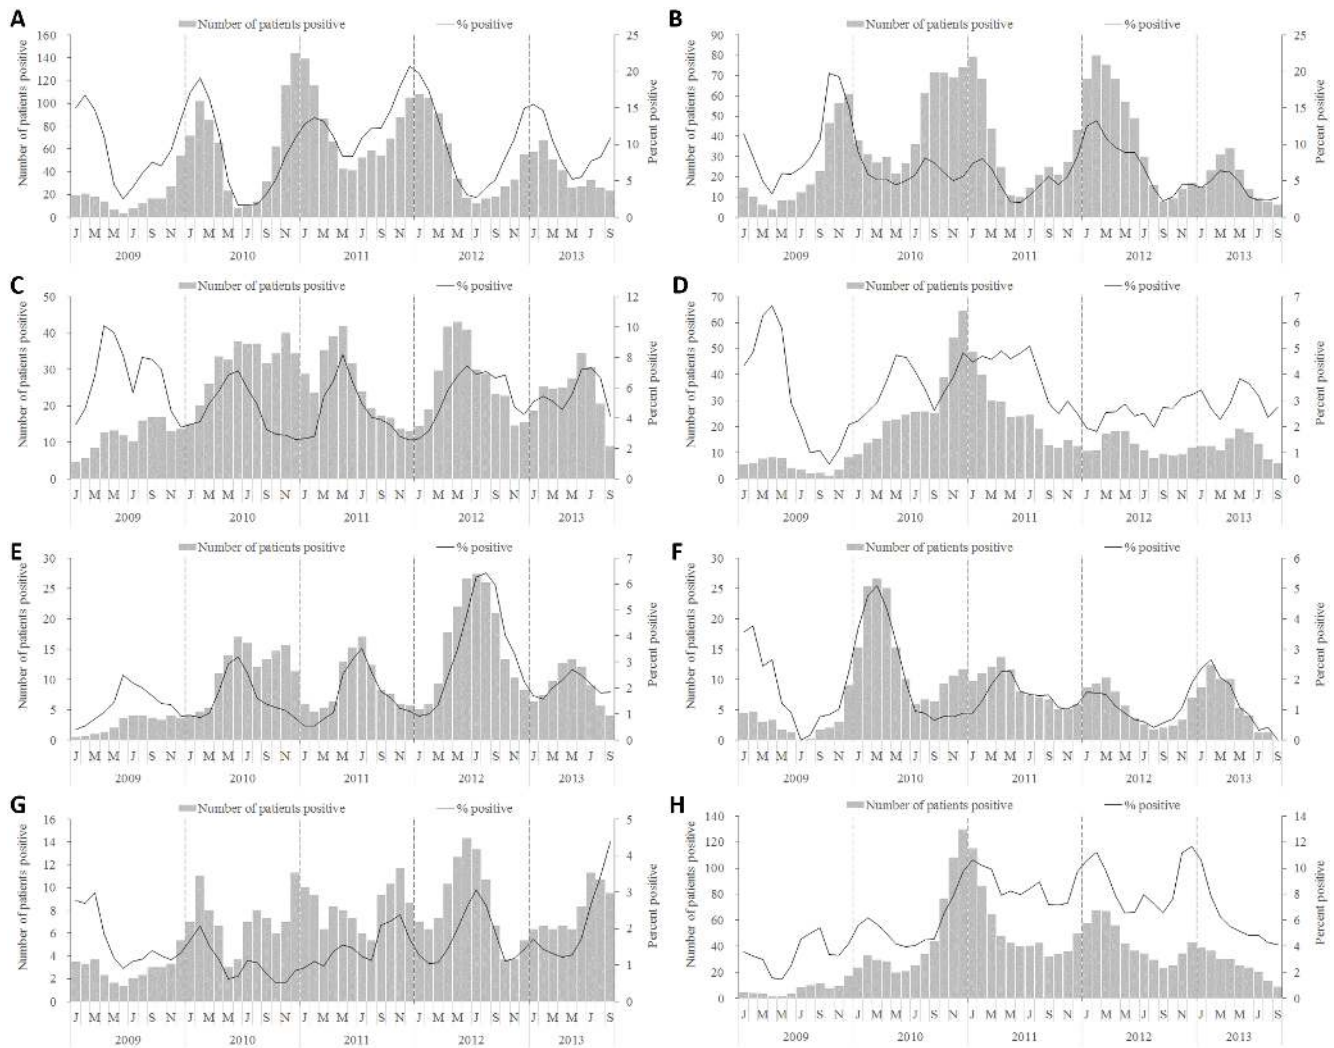 A
Number of patients positive
% positive
Number of patients positive
160
140
120
100
80
60
40
20
0
25
20
15
10
5
0
Percent positive
J M M J S N J M M J S N J M M J S N J M M J S N J M M J S
2009 2010 2011 2012 2013
B
Number of patients positive
% positive
Number of patients positive
90
80
70
60
50
40
30
20
10
0
25
20
15
10
5
0
Percent positive
J M M J S N J M M J S N J M M J S N J M M J S N J M M J S
2009 2010 2011 2012 2013
C
Number of patients positive
% positive
Number of patients positive
50
40
30
20
10
0
12
10
8
6
4
2
0
Percent positive
J M M J S N J M M J S N J M M J S N J M M J S N J M M J S
2009 2010 2011 2012 2013
D
Number of patients positive
% positive
Number of patients positive
70
60
50
40
30
20
10
0
7
6
5
4
3
2
1
0
Percent positive
J M M J S N J M M J S N J M M J S N J M M J S N J M M J S
2009 2010 2011 2012 2013
E
Number of patients positive
% positive
Number of patients positive
30
25
20
15
10
5
0
7
6
5
4
3
2
1
0
Percent positive
J M M J S N J M M J S N J M M J S N J M M J S N J M M J S
2009 2010 2011 2012 2013
F
Number of patients positive
% positive
Number of patients positive
30
25
20
15
10
5
0
6
5
4
3
2
1
0
Percent positive
J M M J S N J M M J S N J M M J S N J M M J S N J M M J S
2009 2010 2011 2012 2013
G
Number of patients positive
% positive
Number of patients positive
16
14
12
10
8
6
4
2
0
5
4
3
2
1
0
Percent positive
J M M J S N J M M J S N J M M J S N J M M J S N J M M J S
2009 2010 2011 2012 2013
H
Number of patients positive
% positive
Number of patients positive
140
120
100
80
60
40
20
0
14
12
10
8
6
4
2
0
Percent positive
J M M J S N J M M J S N J M M J S N J M M J S N J M M J S
2009 2010 2011 2012 2013